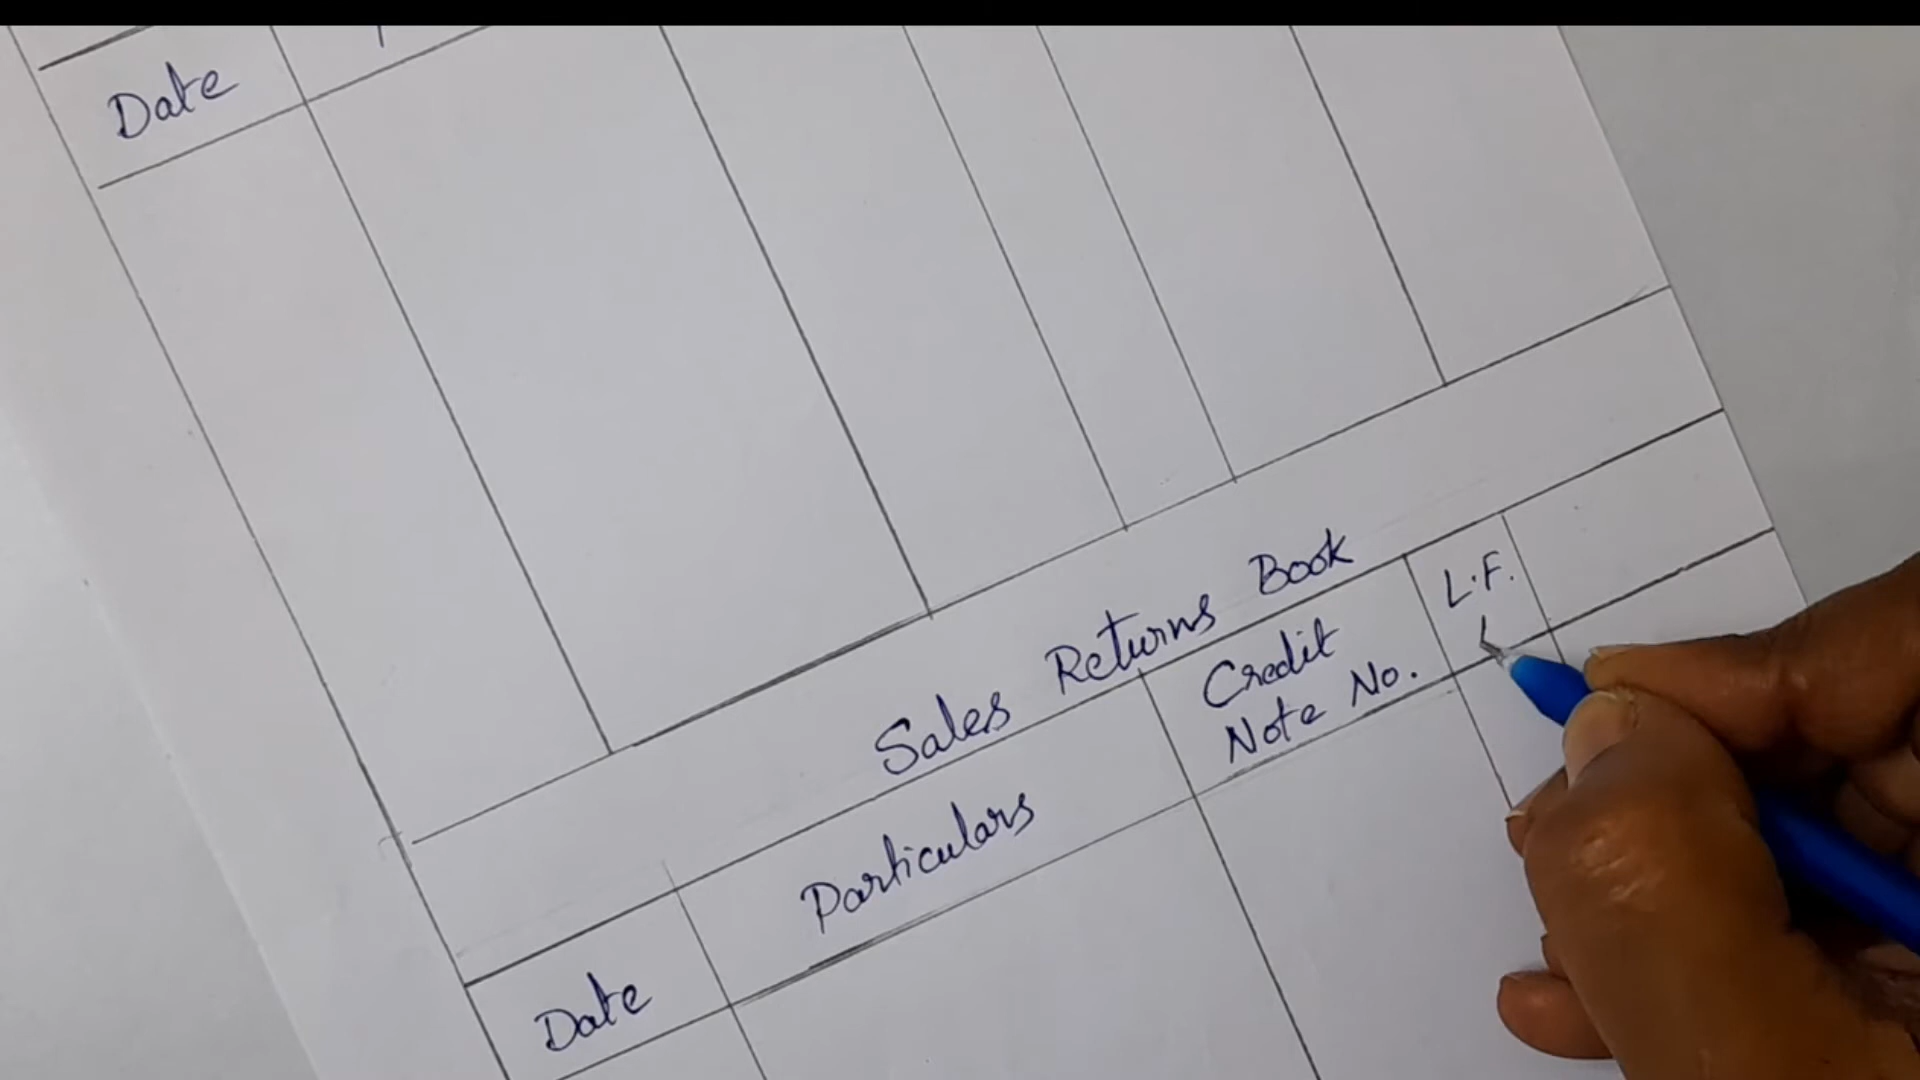 Date
Sales Returns Book
Date
Particulars
Credit
Note No.
L.F.